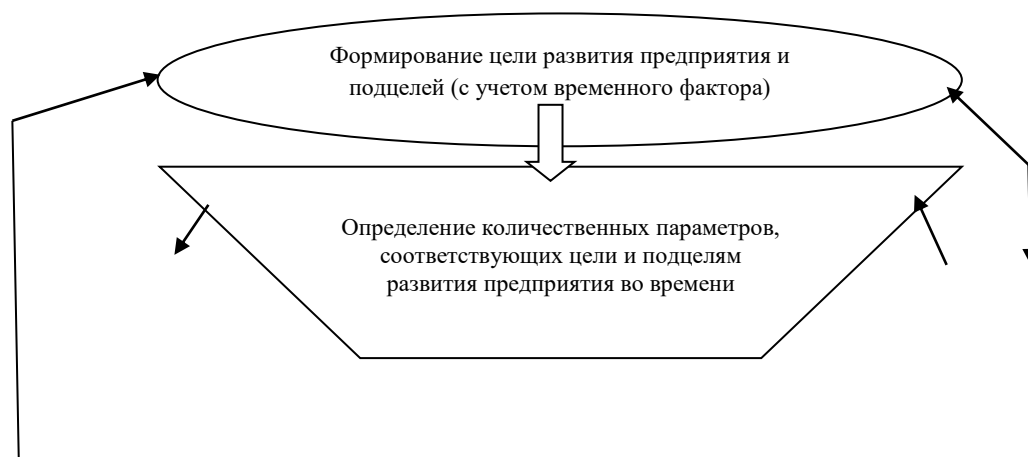 Формирование цели развития предприятия и
подцелей (с учетом временного фактора)
Определение количественных параметров,
соответствующих цели и подцелям
развития предприятия во времени